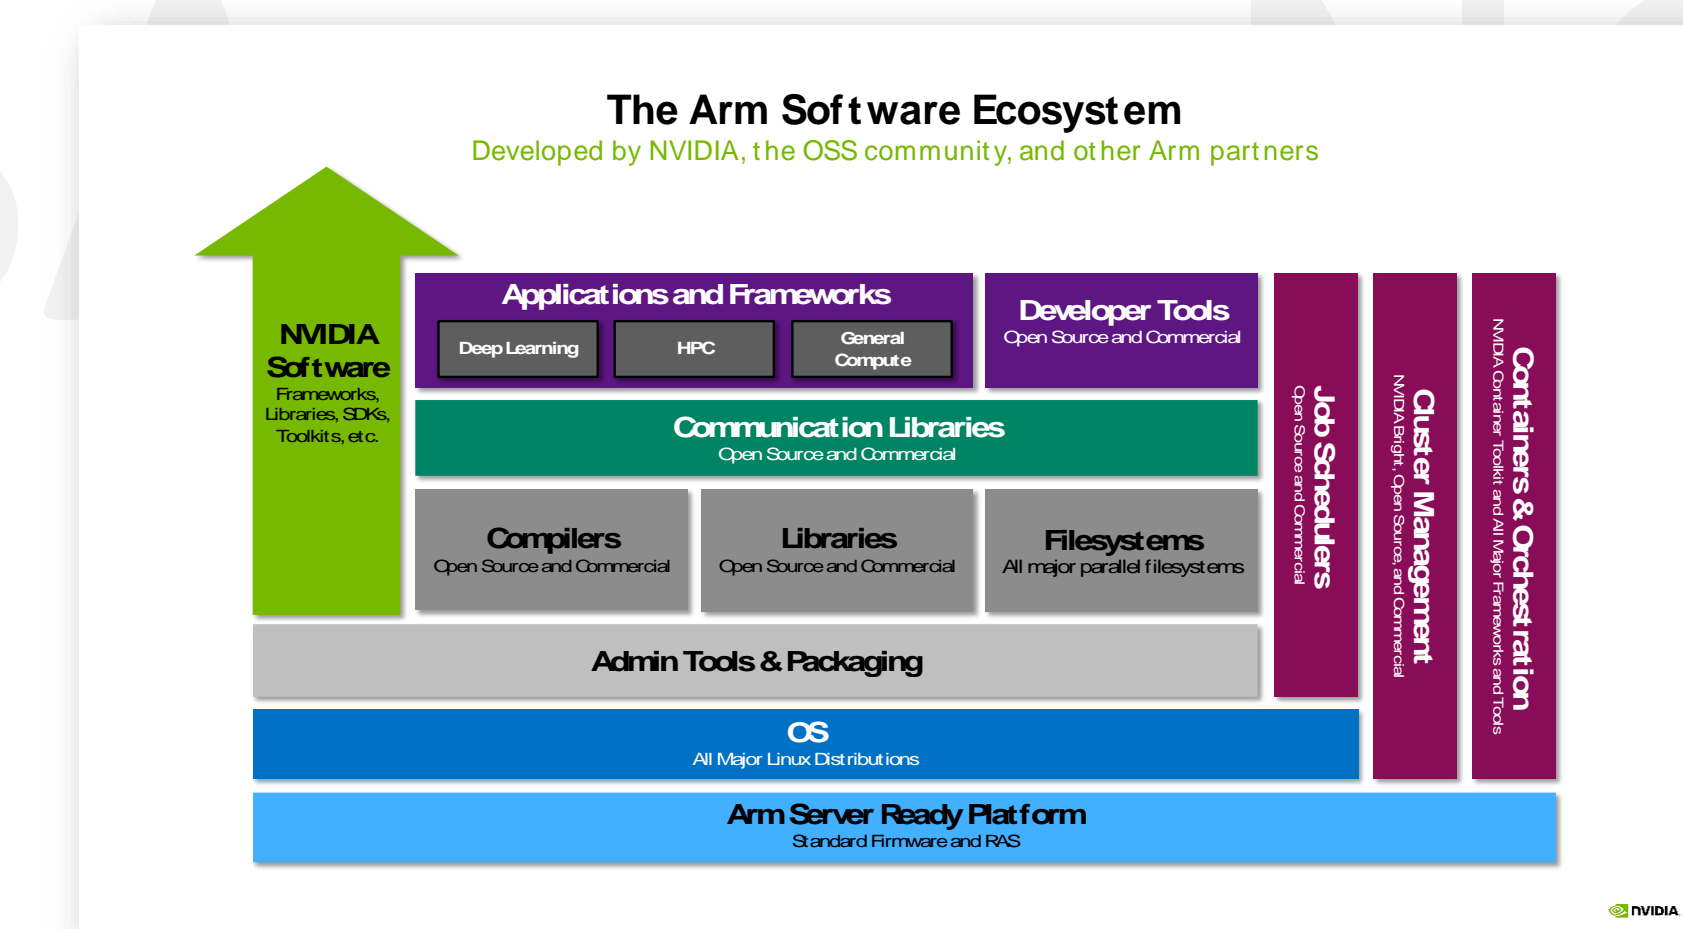 The Arm Software Ecosystem
Developed by NVIDIA, the OSS community, and other Arm partners
NVIDIA
Software
Frameworks,
Libraries, SDKs,
Toolkits, etc.
Applications and Frameworks
Deep Learning
HPC
General
Compute
Developer Tools
Open Source and Commercial
Communication Libraries
Open Source and Commercial
Compilers
Open Source and Commercial
Libraries
Open Source and Commercial
Filesystems
All major parallel filesystems
Admin Tools & Packaging
OS
All Major Linux Distributions
Arm Server Ready Platform
Standard Firmware and RAS
Job Schedulers
Open Source and Commercial
Cluster Management
NVIDIA Bright, Open Source, and Commercial
Containers & Orchestration
NVIDIA Container Toolkit and All Major Frameworks and Tools
NVIDIA